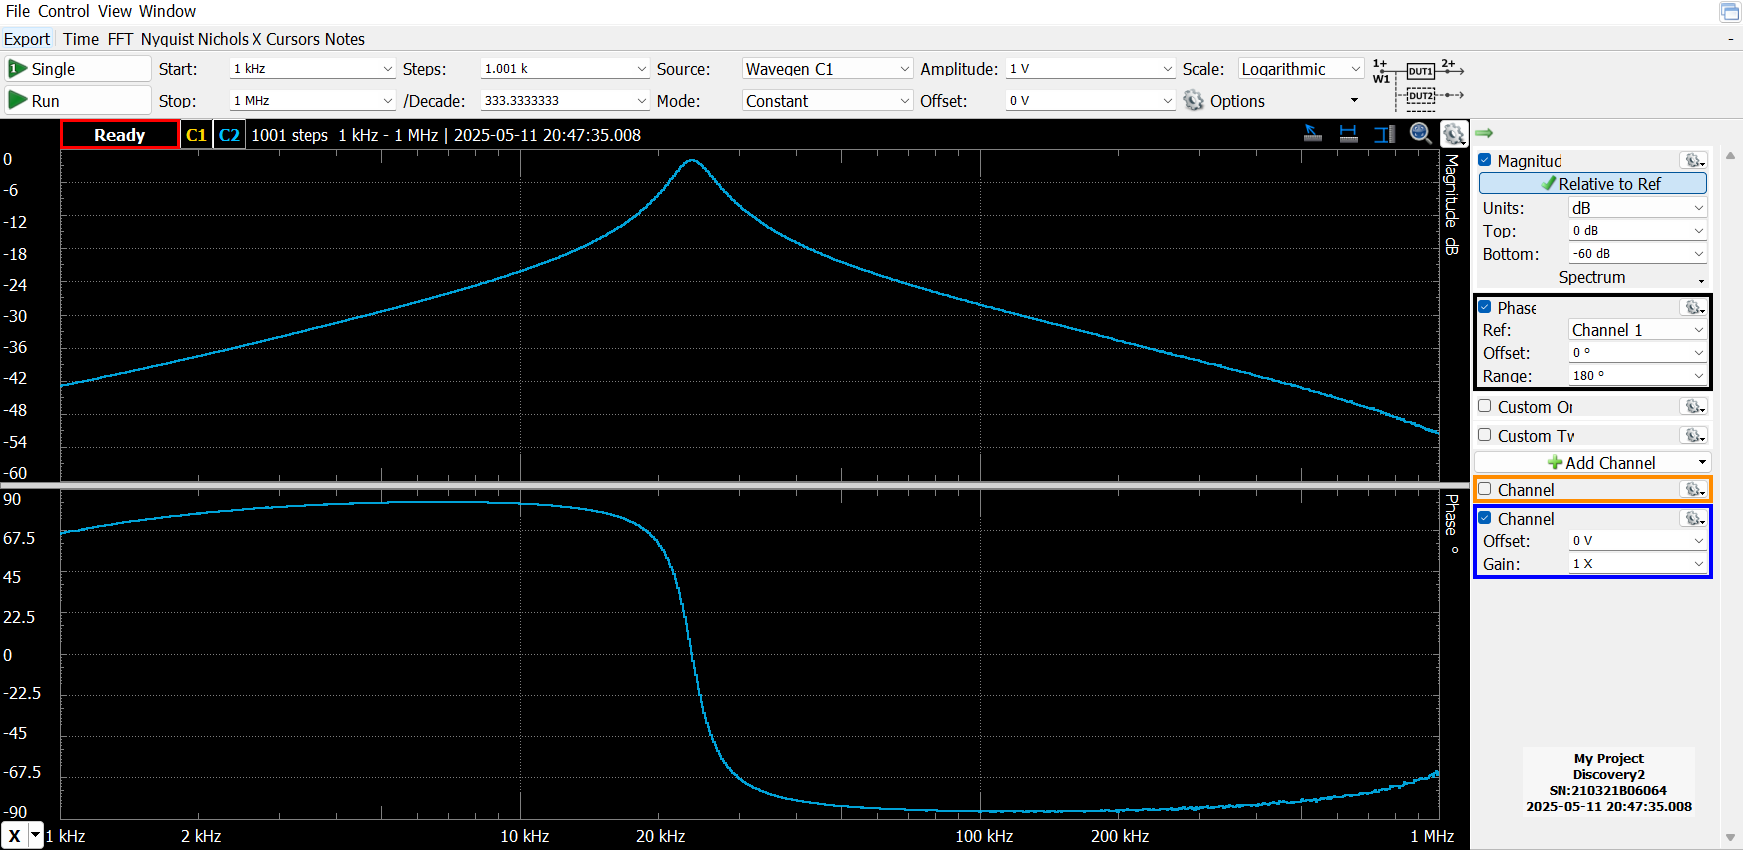 File Control View Window
Export Time FFT Nyquist Nichols X Cursors Notes -
1 Single Start: 1 kHz Steps: 1.001 k Source: Wavegen C1 Amplitude: 1 V Scale: Logarithmic 1+ W1 DUT1 2+
Run Stop: 1 MHz /Decade: 333.3333333 Mode: Constant Offset: 0 V Options DUT2
Ready C1 C2 1001 steps 1 kHz - 1 MHz | 2025-05-11 20:47:35.008
0
-6
-12
-18
-24
-30
-36
-42
-48
-54
-60
Magnitude dB
90
67.5
45
22.5
0
-22.5
-45
-67.5
-90
Phase °
X 1 kHz 2 kHz 10 kHz 20 kHz 100 kHz 200 kHz 1 MHz
Magnitud
Relative to Ref
Units: dB
Top: 0 dB
Bottom: -60 dB
Spectrum
Phase
Ref: Channel 1
Offset: 0 °
Range: 180 °
Custom Or
Custom Tv
Add Channel
Channel
Channel
Offset: 0 V
Gain: 1 X
My Project
Discovery2
SN:210321B06064
2025-05-11 20:47:35.008